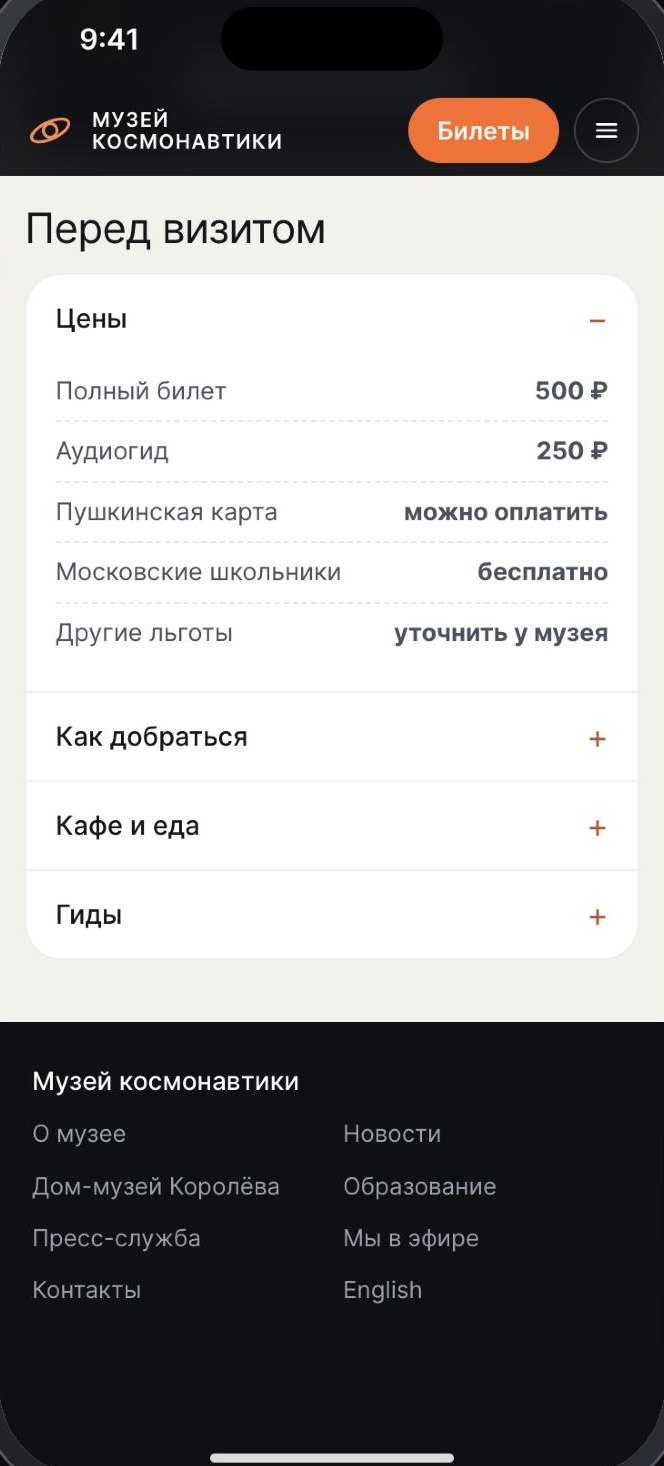 9:41
МУЗЕЙ
КОСМОНАВТИКИ
Билеты
Перед визитом
Цены
Полный билет 500 ₽
Аудиогид 250 ₽
Пушкинская карта можно оплатить
Московские школьники бесплатно
Другие льготы уточнить у музея
Как добраться
Кафе и еда
Гиды
Музей космонавтики
О музее Новости
Дом-музей Королёва Образование
Пресс-служба Мы в эфире
Контакты English